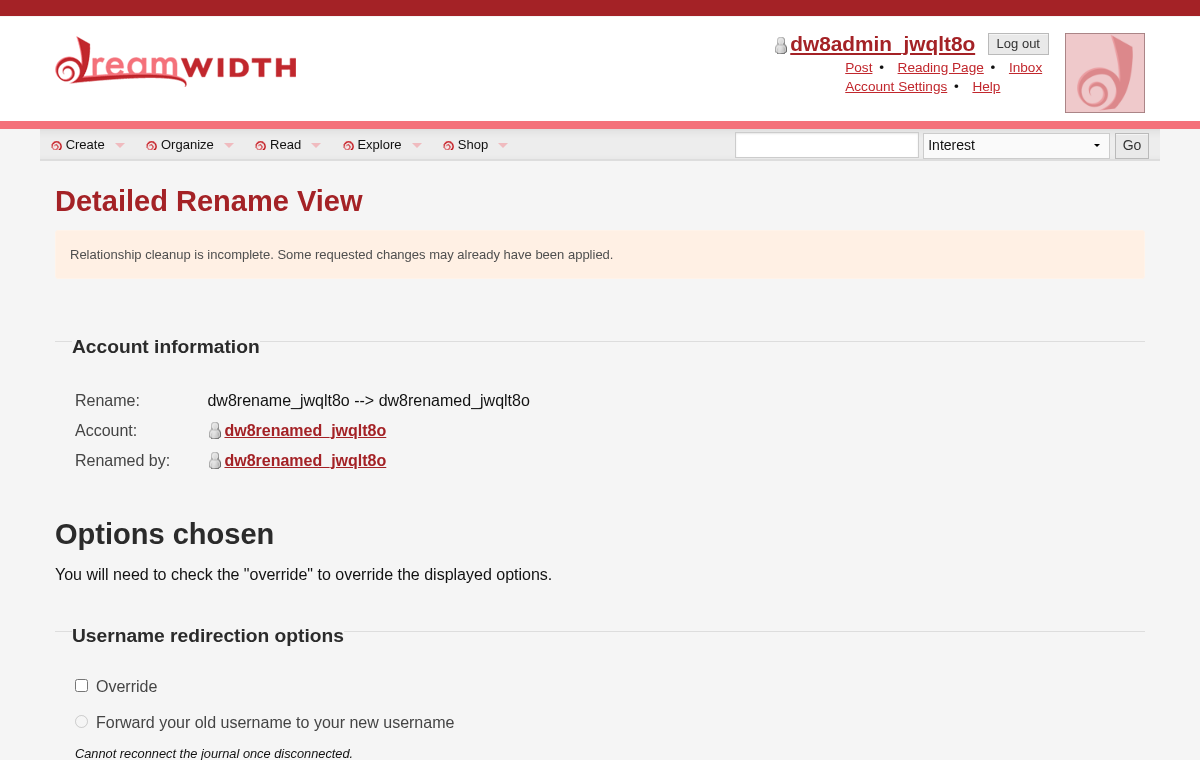 dreamWIDTH
dw8admin_jwqlt8o Log out
Post • Reading Page • Inbox
Account Settings • Help
Create Organize Read Explore Shop Interest Go
Detailed Rename View
Relationship cleanup is incomplete. Some requested changes may already have been applied.
Account information
Rename: dw8rename_jwqlt8o --> dw8renamed_jwqlt8o
Account: dw8renamed_jwqlt8o
Renamed by: dw8renamed_jwqlt8o
Options chosen
You will need to check the "override" to override the displayed options.
Username redirection options
Override
Forward your old username to your new username
Cannot reconnect the journal once disconnected.